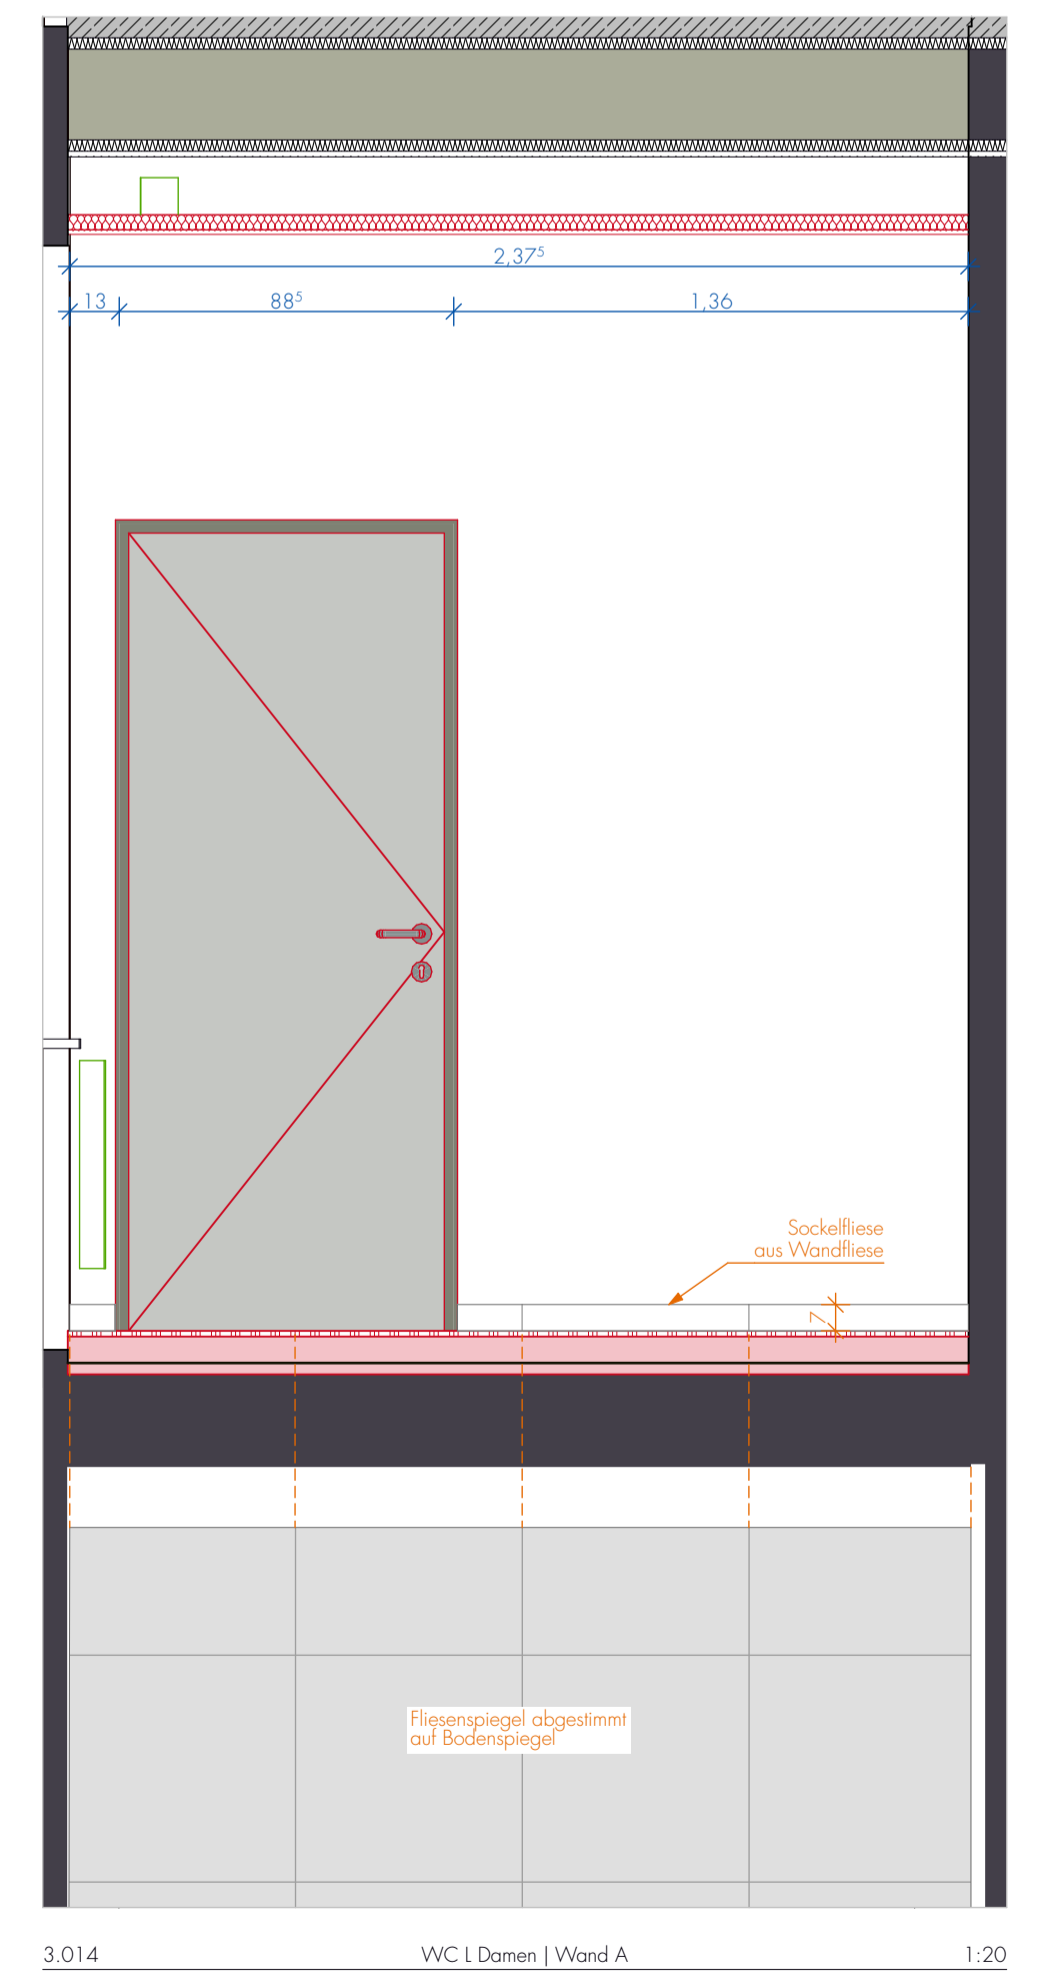 2,37⁵
13 88⁵ 1,36
Sockelfliese
aus Wandfliese
7
Fliesenspiegel abgestimmt
auf Bodenspiegel
3.014 WC L Damen | Wand A 1:20